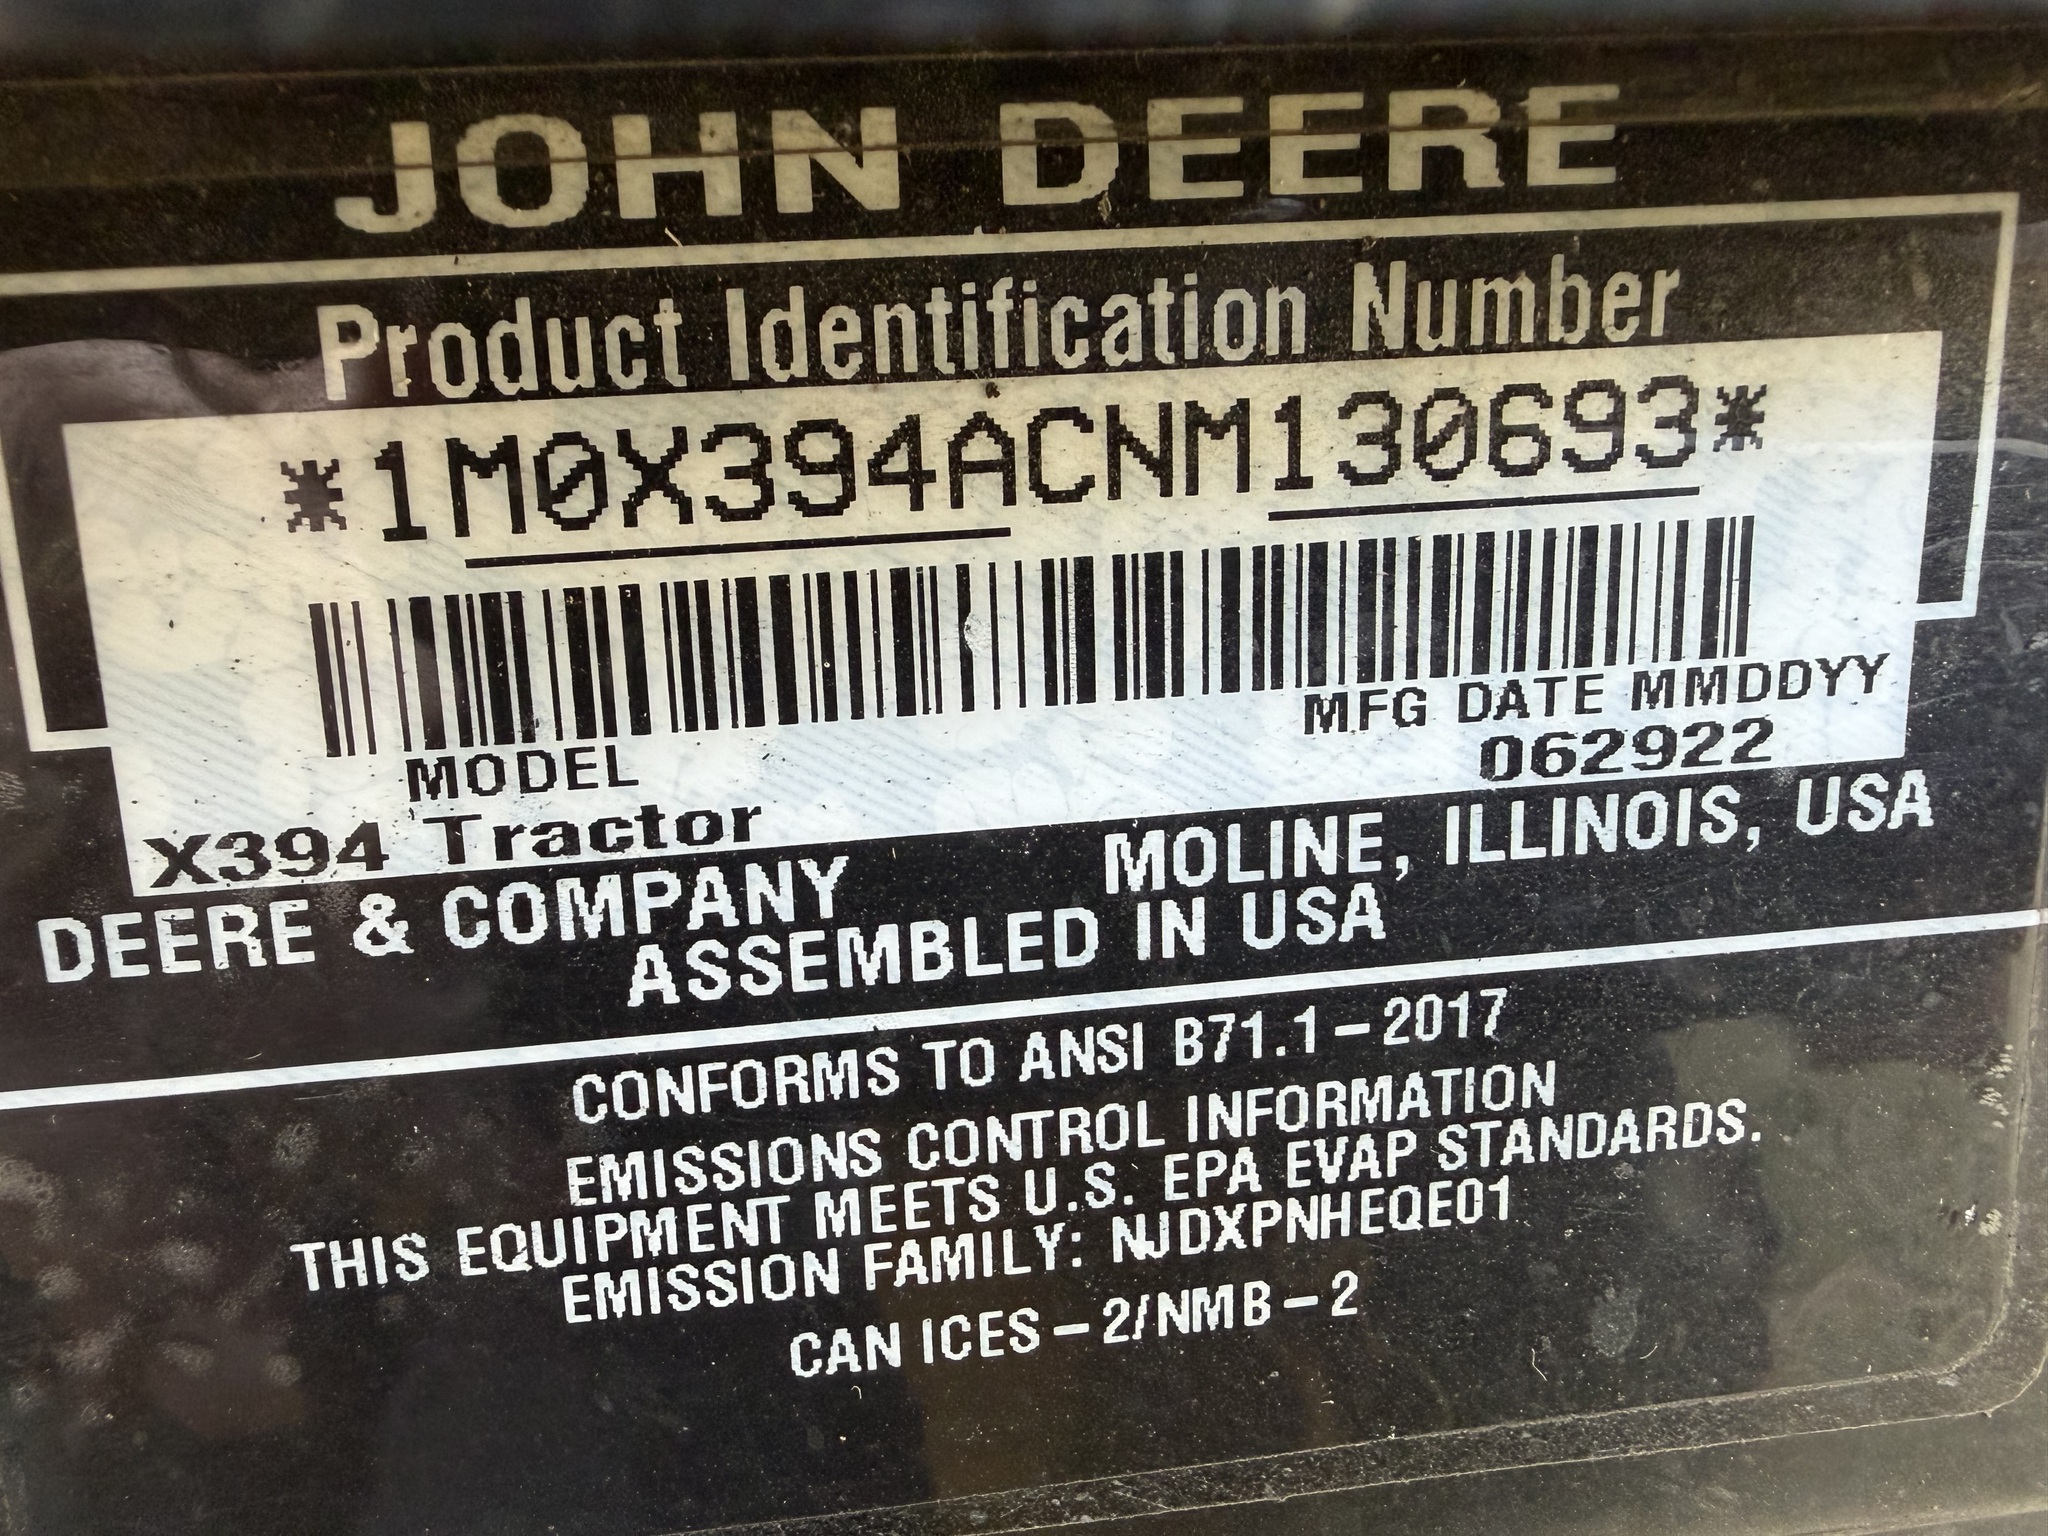 JOHN DEERE
Product Identification Number
*1M0X394ACNM130693*
MFG DATE MMDDYY
062922
MODEL
X394 Tractor
DEERE & COMPANY MOLINE, ILLINOIS, USA
ASSEMBLED IN USA
CONFORMS TO ANSI B71.1-2017
EMISSIONS CONTROL INFORMATION
THIS EQUIPMENT MEETS U.S. EPA EVAP STANDARDS.
EMISSION FAMILY: NJDXPNHEQE01
CAN ICES-2/NMB-2